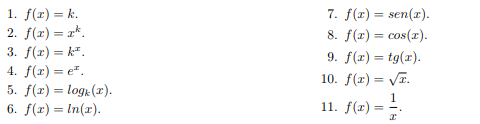 1. f(x) = k.
2. f(x) = x^k.
3. f(x) = k^x.
4. f(x) = e^x.
5. f(x) = log_k(x).
6. f(x) = ln(x).
7. f(x) = sen(x).
8. f(x) = cos(x).
9. f(x) = tg(x).
10. f(x) = √x.
11. f(x) = 1/x.